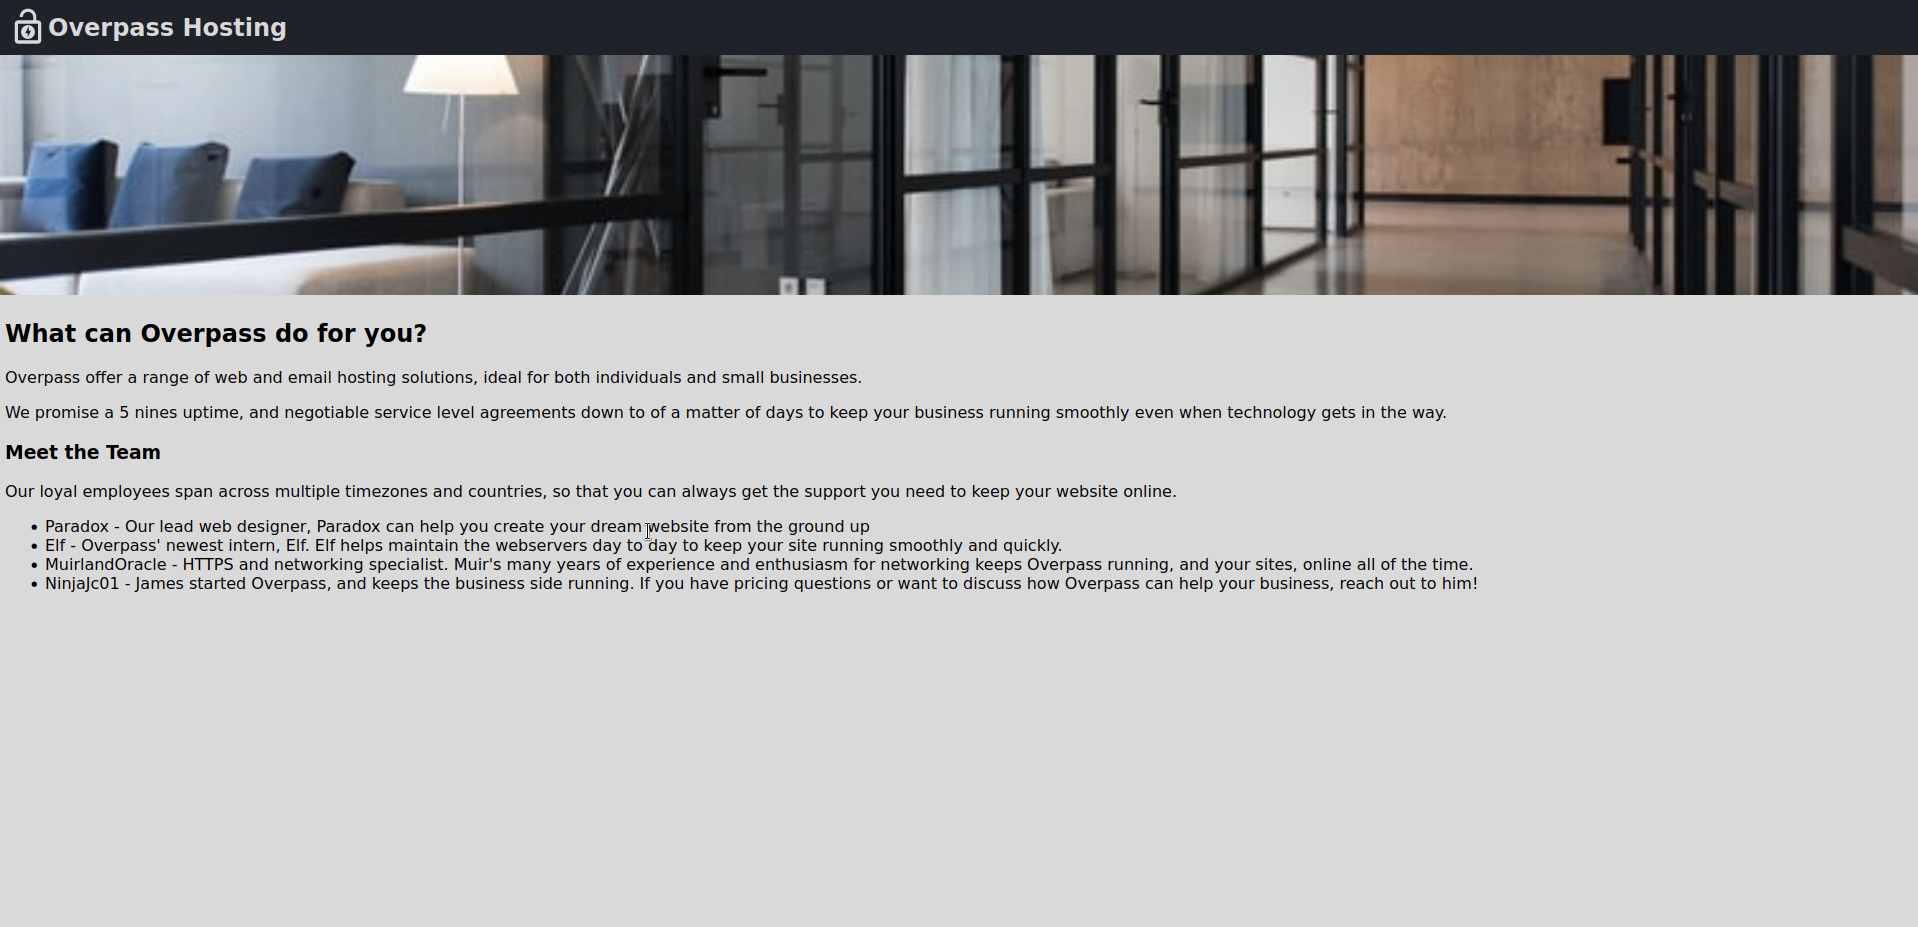 Overpass Hosting
What can Overpass do for you?
Overpass offer a range of web and email hosting solutions, ideal for both individuals and small businesses.
We promise a 5 nines uptime, and negotiable service level agreements down to of a matter of days to keep your business running smoothly even when technology gets in the way.
Meet the Team
Our loyal employees span across multiple timezones and countries, so that you can always get the support you need to keep your website online.
• Paradox - Our lead web designer, Paradox can help you create your dream website from the ground up
• Elf - Overpass' newest intern, Elf. Elf helps maintain the webservers day to day to keep your site running smoothly and quickly.
• MuirlandOracle - HTTPS and networking specialist. Muir's many years of experience and enthusiasm for networking keeps Overpass running, and your sites, online all of the time.
• NinjaJc01 - James started Overpass, and keeps the business side running. If you have pricing questions or want to discuss how Overpass can help your business, reach out to him!